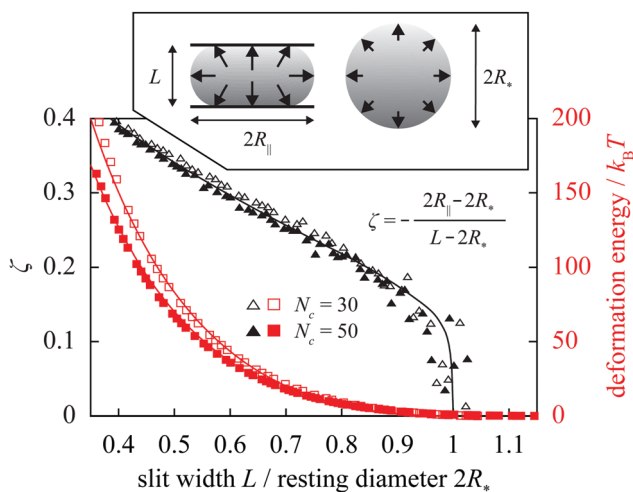 L
2R∥
2R*
0.4
0.3
0.2
0.1
0
ζ
200
150
100
50
0
deformation energy / kBT
ζ = − (2R∥ − 2R*) / (L − 2R*)
Nc = 30
Nc = 50
0.4 0.5 0.6 0.7 0.8 0.9 1 1.1
slit width L / resting diameter 2R*